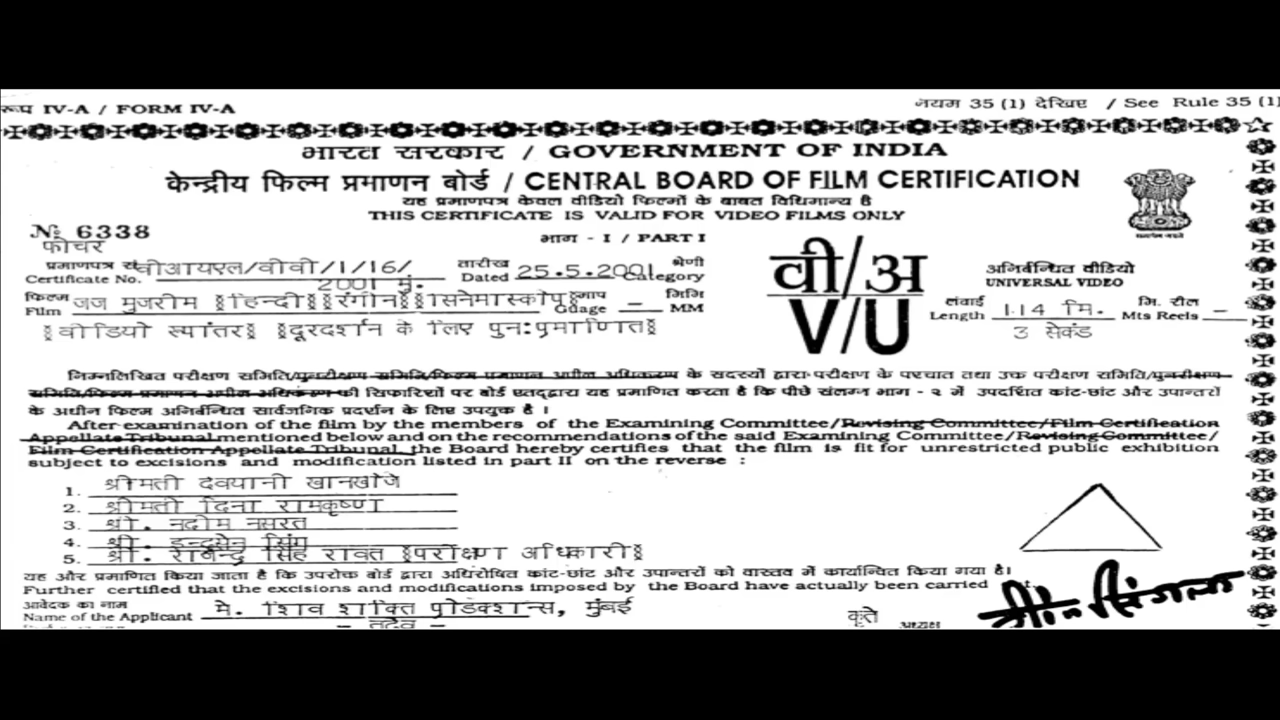 रूप IV-A / FORM IV-A
नयम 35 (1) देखिए / See Rule 35 (1)
भारत सरकार / GOVERNMENT OF INDIA
केन्द्रीय फिल्म प्रमाणन बोर्ड / CENTRAL BOARD OF FILM CERTIFICATION
यह प्रमाणपत्र केवल वीडियो फिल्मों के बाबत विधिमान्य है
THIS CERTIFICATE IS VALID FOR VIDEO FILMS ONLY
№ 6338
फीचर
भाग - I / PART I
प्रमाणपत्र सं वीआयएल/वीवी/1/16/ तारीख श्रेणी
Certificate No. 2001 मुं. Dated 25.5.2001 Category
वी/अ
V/U
अनिर्बन्धित वीडियो
UNIVERSAL VIDEO
फिल्म जज मुजरीम (हिन्दी) (रंगीन) (सिनेमास्कोप) माप – मिमि
Film Gdage MM
लंबाई 114 मि. मि. रील –
Length Mts Reels
3 सेकंड
(वीडियो रूपांतर) (दूरदर्शन के लिए पुनःप्रमाणित)
निम्नलिखित परीक्षण समिति/पुनरीक्षण समिति/फिल्म प्रमाणन अपील अधिकरण के सदस्यों द्वारा परीक्षण के पश्चात तथा उक्त परीक्षण समिति/पुनरीक्षण
समिति/फिल्म प्रमाणन अपील अधिकरण की सिफारिशों पर बोर्ड एतद्द्वारा यह प्रमाणित करता है कि पीछे संलग्न भाग - २ में उपदर्शित कांट-छांट और उपान्तरों
के अधीन फिल्म अनिर्बन्धित सार्वजनिक प्रदर्शन के लिए उपयुक्त है ।
After examination of the film by the members of the Examining Committee/Revising Committee/Film Certification
Appellate Tribunal mentioned below and on the recommendations of the said Examining Committee/Revising Committee/
Film Certification Appellate Tribunal, the Board hereby certifies that the film is fit for unrestricted public exhibition
subject to excisions and modification listed in part II on the reverse :
1. श्रीमती देवयानी खानखोजे
2. श्रीमती दिना रामकृष्णा
3. श्री. नदीम नसरत
4. श्री. इन्द्रसेन सिंग
5. श्री. राजेन्द्र सिंह रावत (परीक्षण अधिकारी)
यह और प्रमाणित किया जाता है कि उपरोक्त बोर्ड द्वारा अधिरोपित कांट-छांट और उपान्तरों को वास्तव में कार्यान्वित किया गया है।
Further certified that the excisions and modifications imposed by the Board have actually been carried
आवेदक का नाम
Name of the Applicant मे. शिव शक्ति प्रोडक्शन्स, मुंबई
कृते
अध्यक्ष
– तदैव –